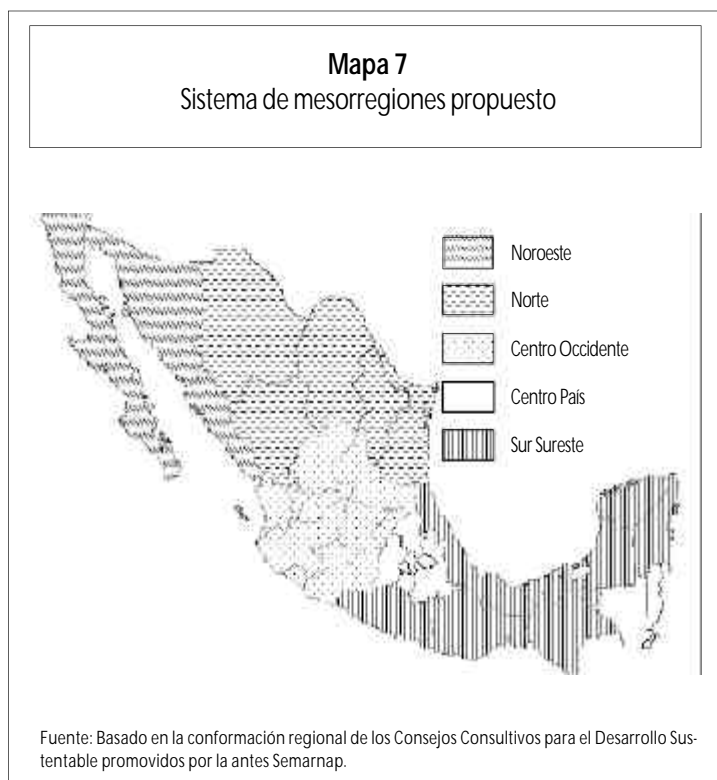 Mapa 7
Sistema de mesorregiones propuesto
Noroeste
Norte
Centro Occidente
Centro País
Sur Sureste
Fuente: Basado en la conformación regional de los Consejos Consultivos para el Desarrollo Sus-
tentable promovidos por la antes Semarnap.